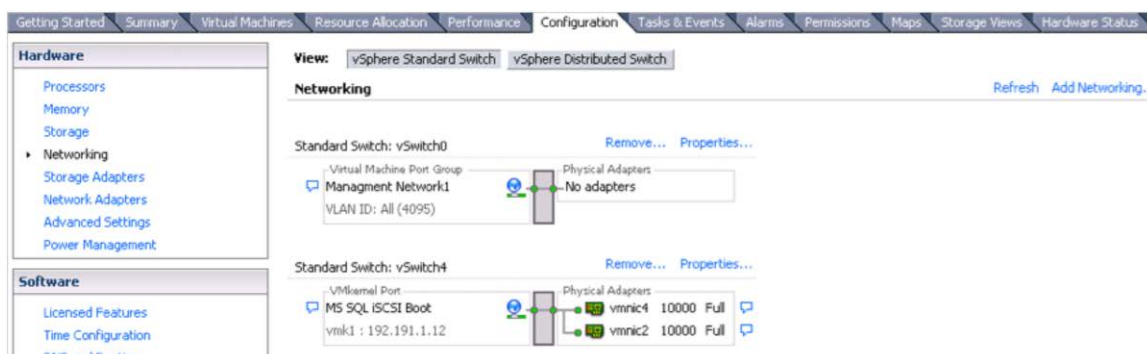 Getting Started Summary Virtual Machines Resource Allocation Performance Configuration Tasks & Events Alarms Permissions Maps Storage Views Hardware Status
Hardware
Processors
Memory
Storage
Networking
Storage Adapters
Network Adapters
Advanced Settings
Power Management
Software
Licensed Features
Time Configuration
View: vSphere Standard Switch vSphere Distributed Switch
Networking Refresh Add Networking.
Standard Switch: vSwitch0 Remove... Properties...
Virtual Machine Port Group Physical Adapters
Managment Network1 No adapters
VLAN ID: All (4095)
Standard Switch: vSwitch4 Remove... Properties...
VMkernel Port Physical Adapters
MS SQL iSCSI Boot vmnic4 10000 Full
vmk1 : 192.191.1.12 vmnic2 10000 Full